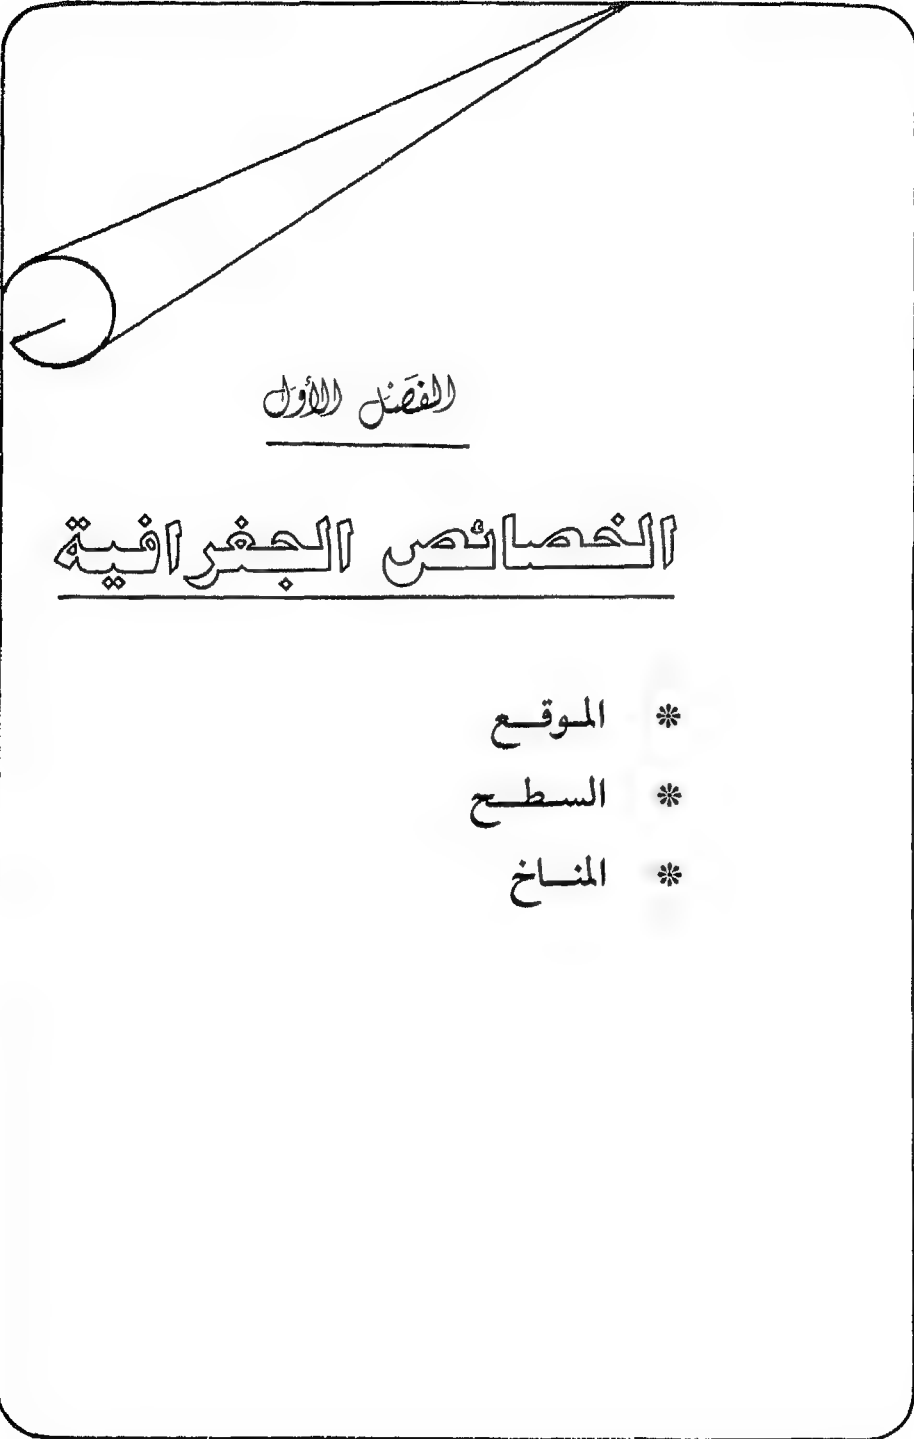 الفصل الأول
الخصائص الجغرافية
❊ الموقع
❊ السطح
❊ المناخ